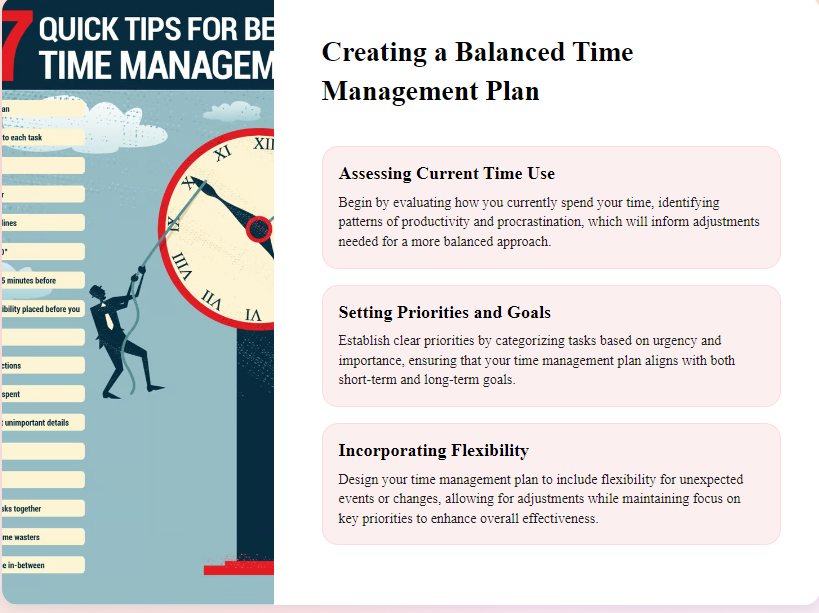 7 QUICK TIPS FOR BE
TIME MANAGEM
an
to each task
r
lines
0"
5 minutes before
ibility placed before you
ctions
spent
t unimportant details
sks together
me wasters
e in-between
XII
XI
X
IX
VIII
VII
VI
Creating a Balanced Time
Management Plan
Assessing Current Time Use
Begin by evaluating how you currently spend your time, identifying
patterns of productivity and procrastination, which will inform adjustments
needed for a more balanced approach.
Setting Priorities and Goals
Establish clear priorities by categorizing tasks based on urgency and
importance, ensuring that your time management plan aligns with both
short-term and long-term goals.
Incorporating Flexibility
Design your time management plan to include flexibility for unexpected
events or changes, allowing for adjustments while maintaining focus on
key priorities to enhance overall effectiveness.